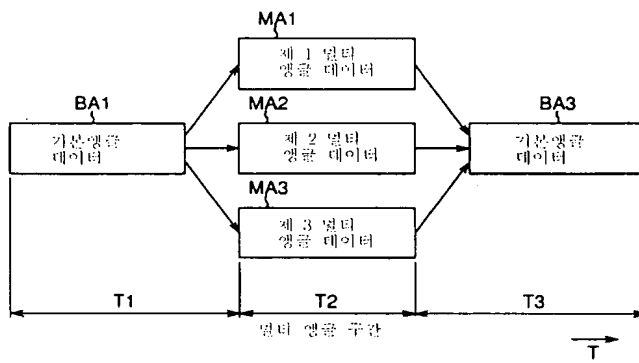 MA1
제 1 멀티
앵글 데이터
BA1
기본앵글
데이터
MA2
제 2 멀티
앵글 데이터
BA3
기본앵글
데이터
MA3
제 3 멀티
앵글 데이터
T1
T2
T3
멀티 앵글 구간
T